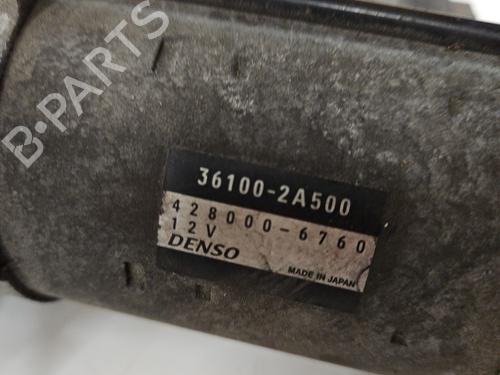 B-PARTS
36100-2A500
428000-6760
12V
DENSO
MADE IN JAPAN